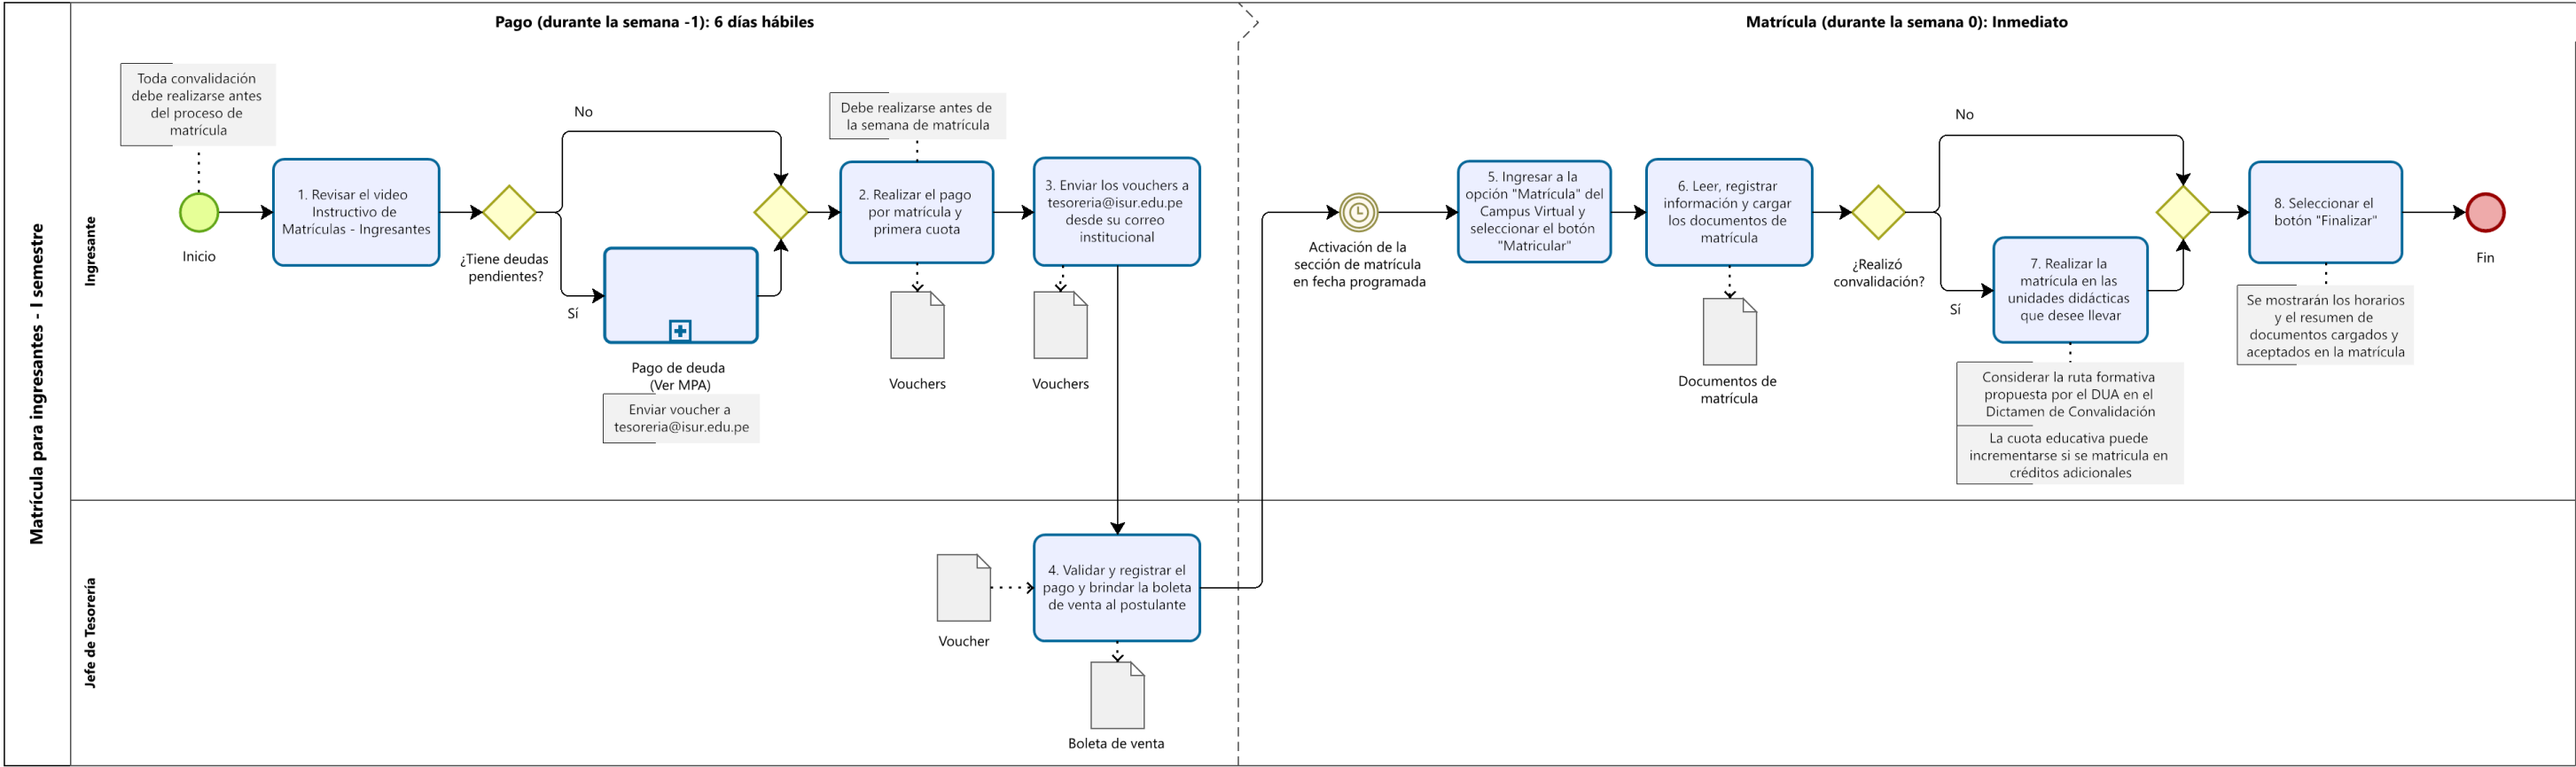 Matrícula para ingresantes - I semestre
Pago (durante la semana -1): 6 días hábiles
Matrícula (durante la semana 0): Inmediato
Ingresante
Toda convalidación
debe realizarse antes
del proceso de
matrícula
Inicio
1. Revisar el video
Instructivo de
Matrículas - Ingresantes
¿Tiene deudas
pendientes?
No
Sí
Pago de deuda
(Ver MPA)
Enviar voucher a
tesoreria@isur.edu.pe
Debe realizarse antes de
la semana de matrícula
2. Realizar el pago
por matrícula y
primera cuota
Vouchers
3. Enviar los vouchers a
tesoreria@isur.edu.pe
desde su correo
institucional
Vouchers
Activación de la
sección de matrícula
en fecha programada
5. Ingresar a la
opción "Matrícula" del
Campus Virtual y
seleccionar el botón
"Matricular"
6. Leer, registrar
información y cargar
los documentos de
matrícula
Documentos de
matrícula
¿Realizó
convalidación?
No
Sí
7. Realizar la
matrícula en las
unidades didácticas
que desee llevar
Considerar la ruta formativa
propuesta por el DUA en el
Dictamen de Convalidación
La cuota educativa puede
incrementarse si se matricula en
créditos adicionales
8. Seleccionar el
botón "Finalizar"
Se mostrarán los horarios
y el resumen de
documentos cargados y
aceptados en la matrícula
Fin
Jefe de Tesorería
Voucher
4. Validar y registrar el
pago y brindar la boleta
de venta al postulante
Boleta de venta